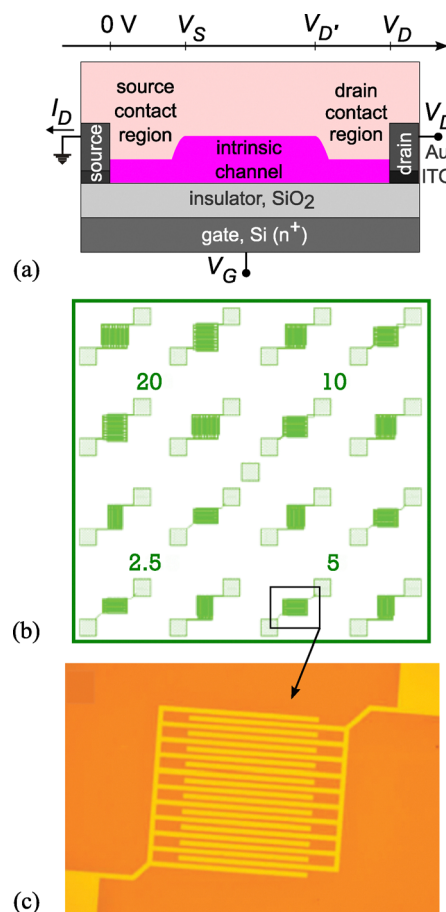 0 V V_S V_D' V_D
source
contact
region
drain
contact
region
I_D
V_D
source
intrinsic
channel
drain
Au
ITO
insulator, SiO₂
gate, Si (n⁺)
V_G
(a)
20 10
2.5 5
(b)
(c)